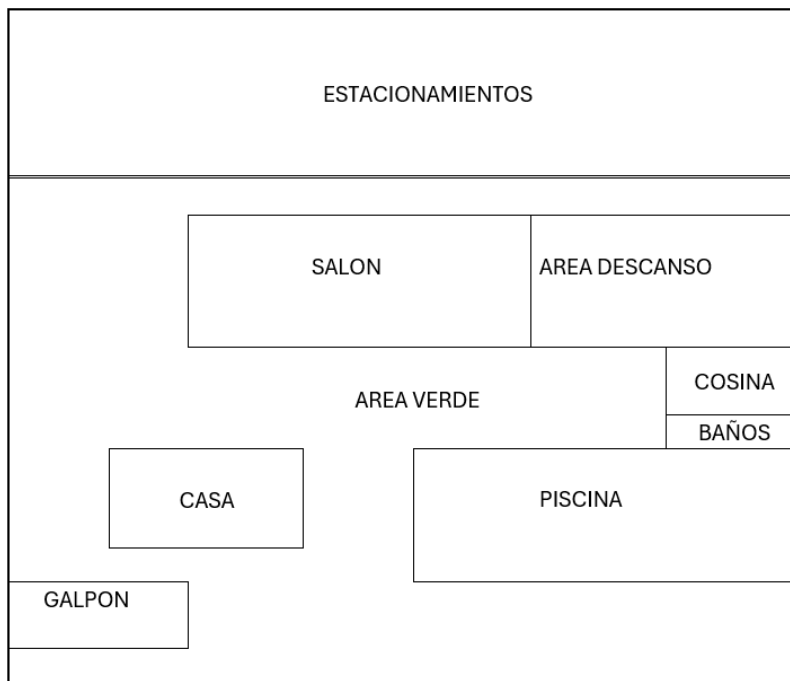 ESTACIONAMIENTOS
SALON
AREA DESCANSO
COSINA
AREA VERDE
BAÑOS
CASA
PISCINA
GALPON